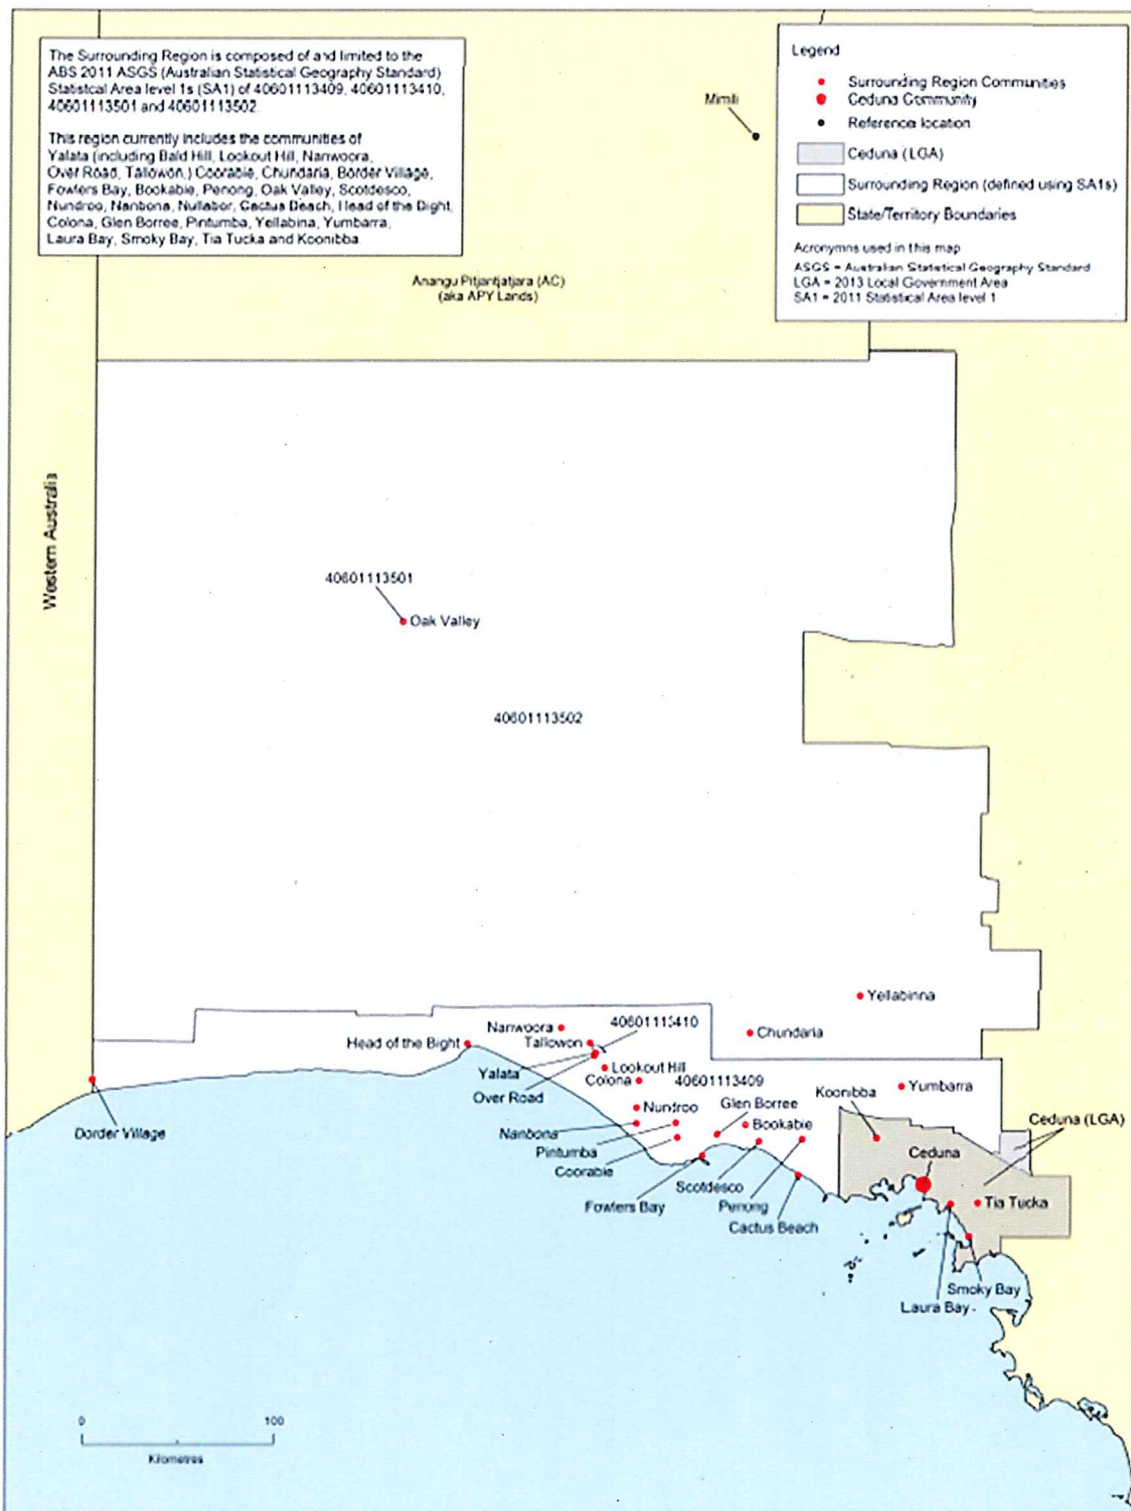 The Surrounding Region is composed of and limited to the
ABS 2011 ASGS (Australian Statistical Geography Standard)
Statistcal Area level 1s (SA1) of 40601113409, 40601113410,
40601113501 and 40601113502.
This region currently includes the communities of
Yalata (including Bald Hill, Lookout Hill, Nanwoora,
Over Road, Tallowon,) Coorabie, Chundaria, Border Village,
Fowlers Bay, Bookabie, Penong, Oak Valley, Scotdesco,
Nundroo, Nanbona, Nullabor, Cactus Beach, Head of the Bight,
Colona, Glen Borree, Pintumba, Yellabina, Yumbarra,
Laura Bay, Smoky Bay, Tia Tucka and Koonibba.
Legend
Surrounding Region Communities
Ceduna Community
Reference location
Ceduna (LGA)
Surrounding Region (defined using SA1s)
State/Territory Boundaries
Acronymns used in this map
ASGS = Australian Statistical Geography Standard
LGA = 2013 Local Government Area
SA1 = 2011 Statistical Area level 1
Mimili
Anangu Pitjantjatjara (AC)
(aka APY Lands)
Western Australia
40601113501
Oak Valley
40601113502
Yellabinna
Nanwoora
40601113410
Chundaria
Head of the Bight
Tallowon
Yalata
Lookout Hill
Colona
40601113409
Over Road
Koonibba
Yumbarra
Border Village
Nundroo
Glen Borree
Nanbona
Bookabie
Ceduna (LGA)
Pintumba
Coorabie
Ceduna
Scotdesco
Fowlers Bay
Penong
Tia Tucka
Cactus Beach
Smoky Bay
Laura Bay
0 100
Kilometres